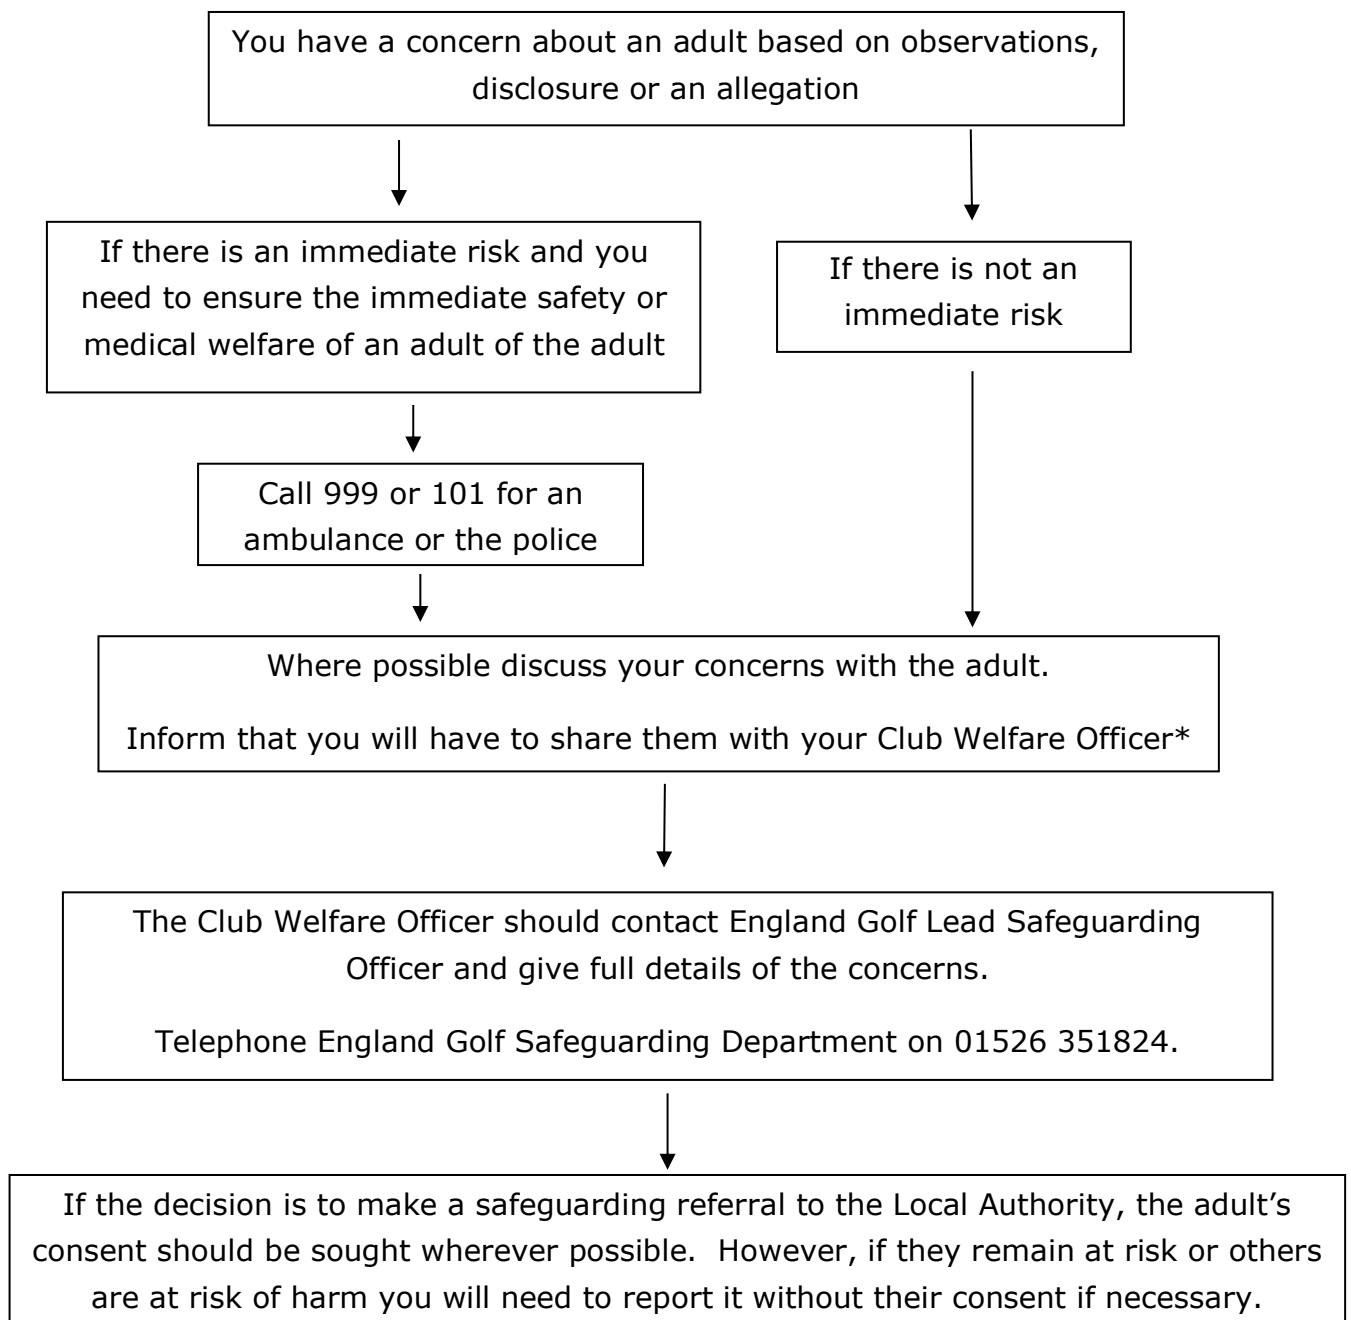 You have a concern about an adult based on observations,
disclosure or an allegation
If there is an immediate risk and you
need to ensure the immediate safety or
medical welfare of an adult of the adult
If there is not an
immediate risk
Call 999 or 101 for an
ambulance or the police
Where possible discuss your concerns with the adult.
Inform that you will have to share them with your Club Welfare Officer*
The Club Welfare Officer should contact England Golf Lead Safeguarding
Officer and give full details of the concerns.
Telephone England Golf Safeguarding Department on 01526 351824.
If the decision is to make a safeguarding referral to the Local Authority, the adult’s
consent should be sought wherever possible.  However, if they remain at risk or others
are at risk of harm you will need to report it without their consent if necessary.